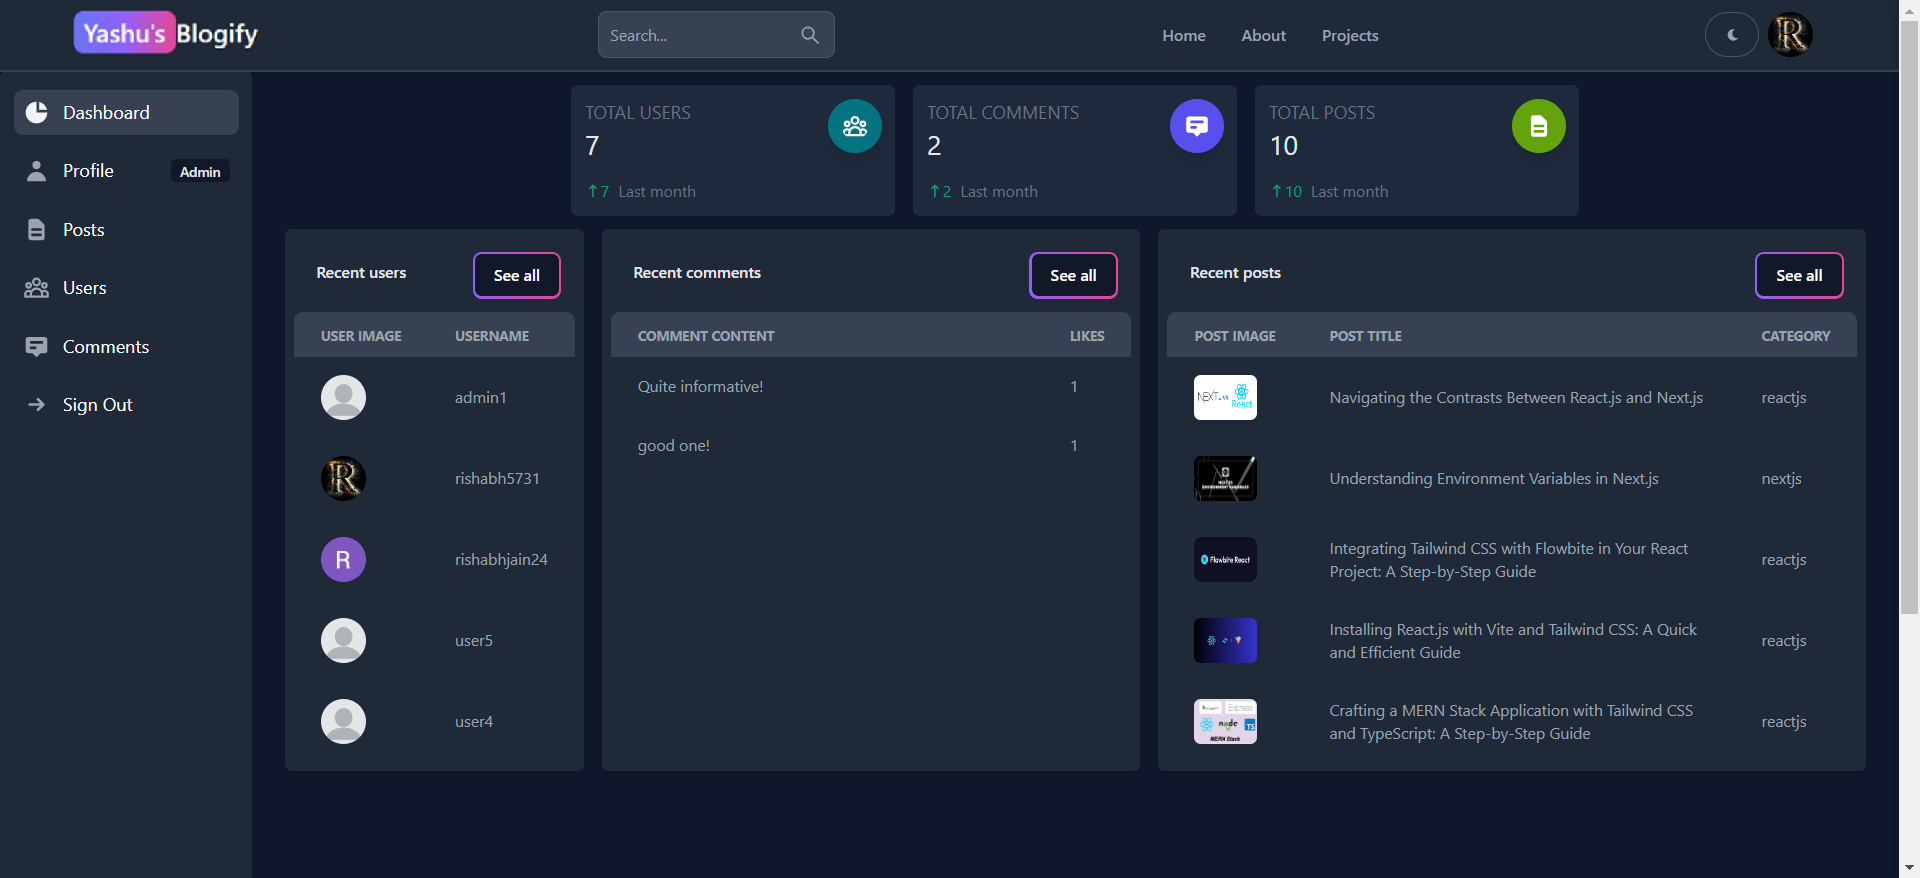 Yashu's Blogify
Search...
Home
About
Projects
Dashboard
Profile
Admin
Posts
Users
Comments
Sign Out
TOTAL USERS
7
↑7 Last month
TOTAL COMMENTS
2
↑2 Last month
TOTAL POSTS
10
↑10 Last month
Recent users
See all
USER IMAGE USERNAME
admin1
R rishabh5731
R rishabhjain24
user5
user4
Recent comments
See all
COMMENT CONTENT LIKES
Quite informative! 1
good one! 1
Recent posts
See all
POST IMAGE POST TITLE CATEGORY
NEXT.js vs React
Navigating the Contrasts Between React.js and Next.js reactjs
ENVIRONMENT VARIABLES
Understanding Environment Variables in Next.js nextjs
Flowbite React
Integrating Tailwind CSS with Flowbite in Your React
Project: A Step-by-Step Guide
reactjs
Installing React.js with Vite and Tailwind CSS: A Quick
and Efficient Guide
reactjs
Express
node
TS
MERN Stack
Crafting a MERN Stack Application with Tailwind CSS
and TypeScript: A Step-by-Step Guide
reactjs